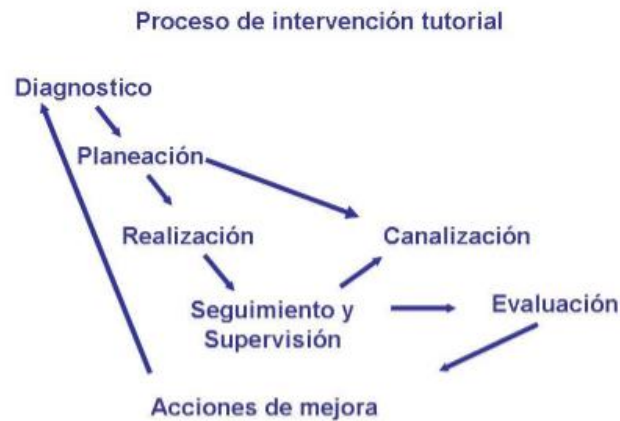 Proceso de intervención tutorial
Diagnostico
Planeación
Realización
Canalización
Seguimiento y
Supervisión
Evaluación
Acciones de mejora